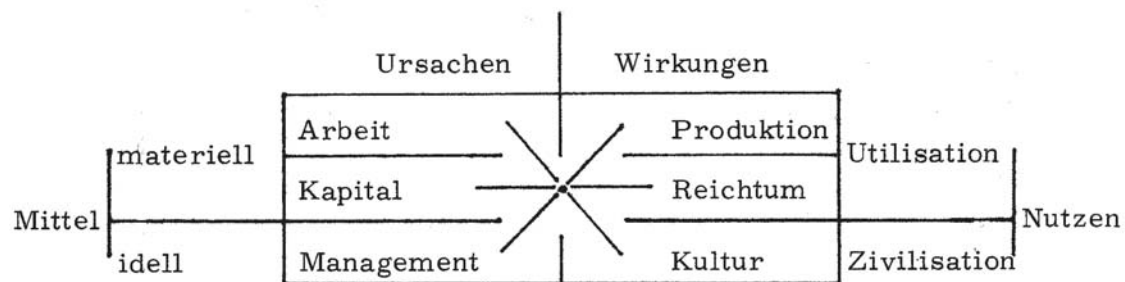 Ursachen Wirkungen
Arbeit Produktion
materiell Utilisation
Kapital Reichtum
Mittel Nutzen
idell Management Kultur Zivilisation